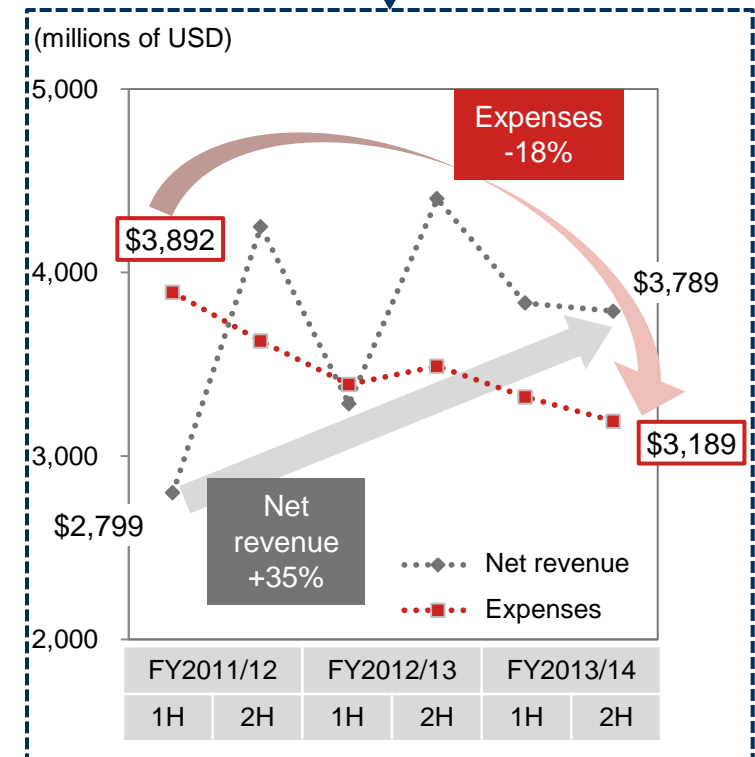 (millions of USD)
5,000
Expenses
-18%
$3,892
4,000
$3,789
3,000
$3,189
$2,799
Net
revenue
+35%
Net revenue
Expenses
2,000
FY2011/12 FY2012/13 FY2013/14
1H 2H 1H 2H 1H 2H